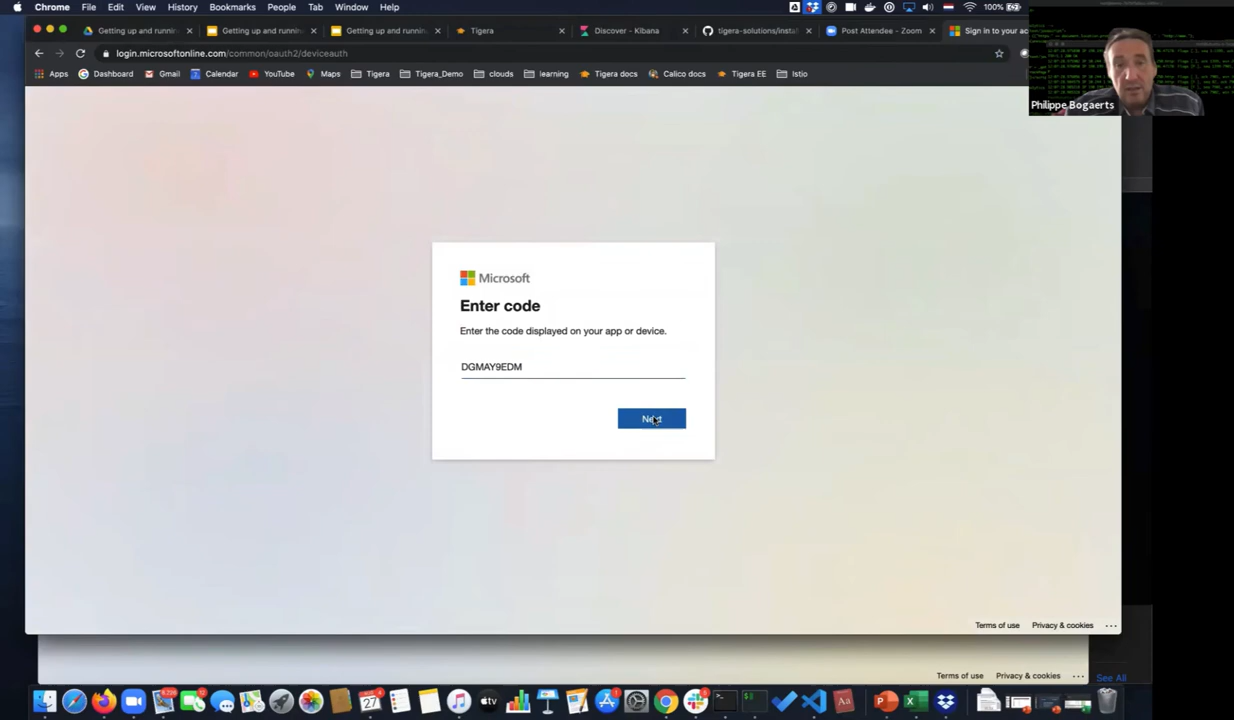 Chrome File Edit View History Bookmarks People Tab Window Help
100%
Getting up and runnin
Getting up and runnin
Getting up and runnin
Tigera
Discover - Kibana
tigera-solutions/insta
Post Attendee - Zoom
Sign in to your ac
login.microsoftonline.com/common/oauth2/deviceauth
Apps Dashboard Gmail Calendar YouTube Maps Tigera Tigera_Demo clouds learning Tigera docs Calico docs Tigera EE Istio
Philippe Bogaerts
Microsoft
Enter code
Enter the code displayed on your app or device.
DGMAY9EDM
Next
Terms of use Privacy & cookies ...
Terms of use Privacy & cookies ...
See All